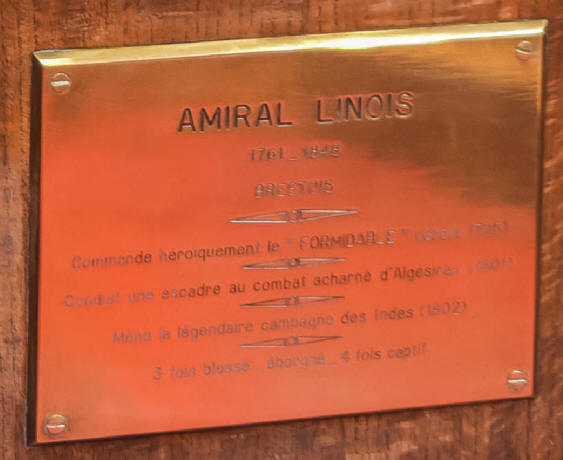 AMIRAL LINOIS
1761 _ 1848
BRESTOIS
Commande héroïquement le "FORMIDABLE" (Groix 1795)
Conduit une escadre au combat acharné d'Algésiras (1801)
Mène la légendaire campagne des Indes (1802)
3 fois blessé _ éborgné _ 4 fois captif